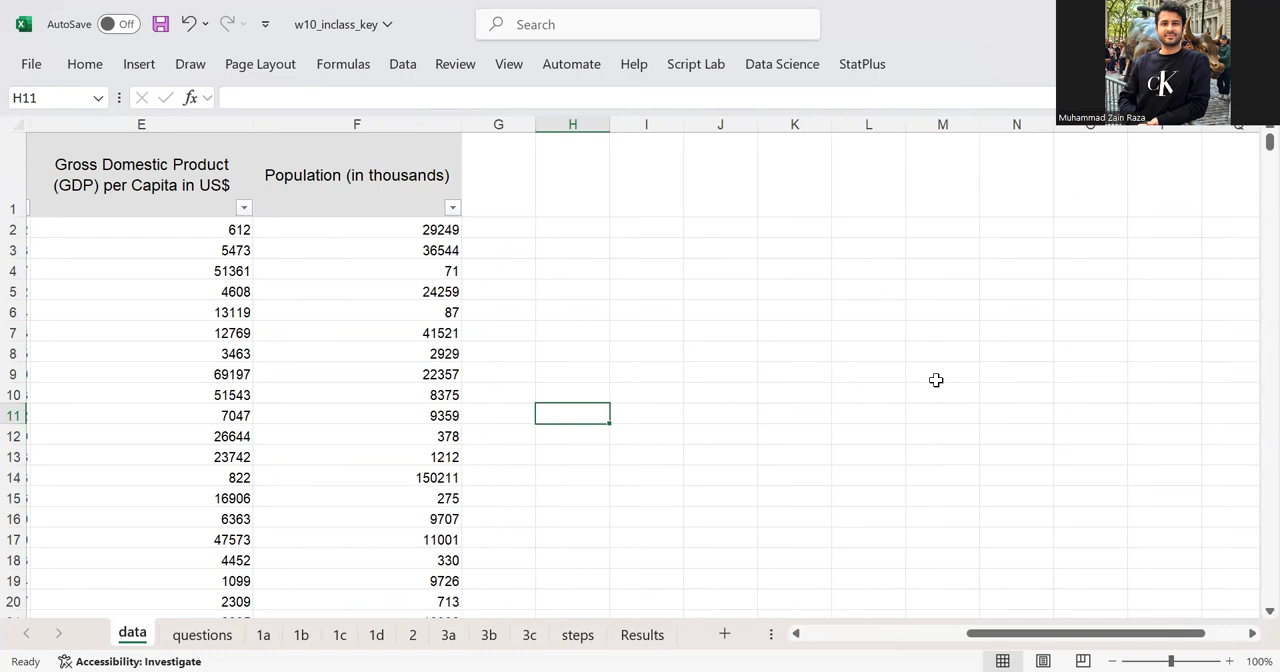 AutoSave Off w10_inclass_key Search
File Home Insert Draw Page Layout Formulas Data Review View Automate Help Script Lab Data Science StatPlus
CK
Muhammad Zain Raza
H11 fx
E F G H I J K L M N
Gross Domestic Product
(GDP) per Capita in US$
Population (in thousands)
1
2 612 29249
3 5473 36544
4 51361 71
5 4608 24259
6 13119 87
7 12769 41521
8 3463 2929
9 69197 22357
10 51543 8375
11 7047 9359
12 26644 378
13 23742 1212
14 822 150211
15 16906 275
16 6363 9707
17 47573 11001
18 4452 330
19 1099 9726
20 2309 713
data questions 1a 1b 1c 1d 2 3a 3b 3c steps Results
Ready Accessibility: Investigate 100%